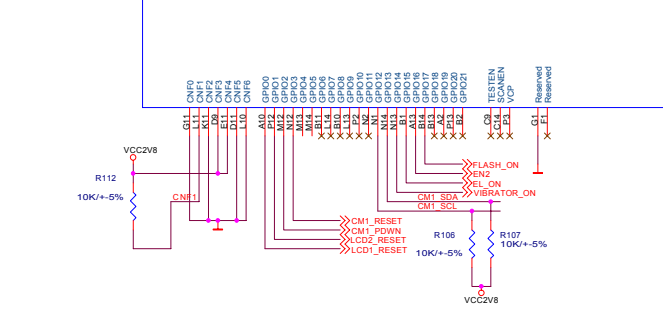 CNF0
CNF1
CNF2
CNF3
CNF4
CNF5
CNF6
GPIO0
GPIO1
GPIO2
GPIO3
GPIO4
GPIO5
GPIO6
GPIO7
GPIO8
GPIO9
GPIO10
GPIO11
GPIO12
GPIO13
GPIO14
GPIO15
GPIO16
GPIO17
GPIO18
GPIO19
GPIO20
GPIO21
TESTEN
SCANEN
VCP
Reserved
Reserved
G11
L11
K11
D9
E11
D11
L10
A10
P12
M12
N12
M13
M14
B11
L14
B10
L13
P2
N2
N1
N14
N13
B15
B1
A13
B14
B13
A2
P13
B2
C9
C14
P3
G1
F1
VCC2V8
R112
10K/+-5%
CNF1
FLASH_ON
EN2
EL_ON
VIBRATOR_ON
CM1_SDA
CM1_SCL
CM1_RESET
CM1_PDWN
LCD2_RESET
LCD1_RESET
R106
10K/+-5%
R107
10K/+-5%
VCC2V8